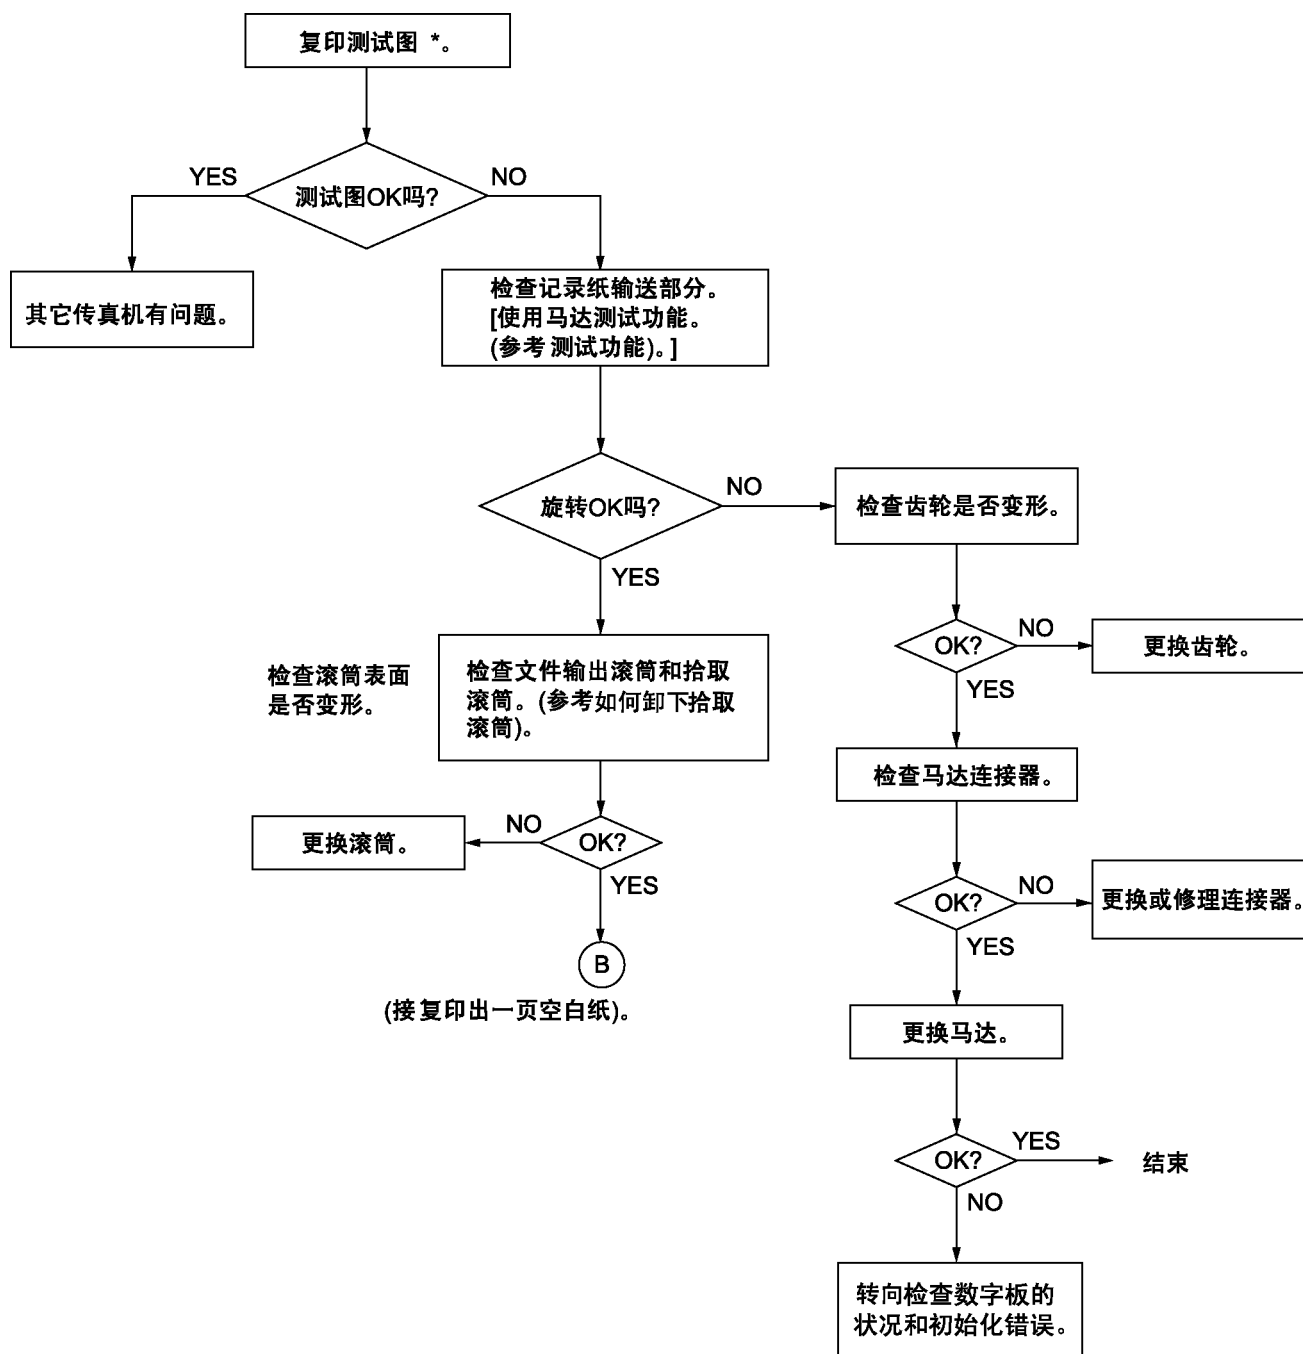 复印测试图 *。
YES
测试图OK吗?
NO
其它传真机有问题。
检查记录纸输送部分。
[使用马达测试功能。
(参考 测试功能)。]
旋转OK吗?
NO
检查齿轮是否变形。
YES
OK?
NO
更换齿轮。
YES
检查滚筒表面
是否变形。
检查文件输出滚筒和拾取
滚筒。(参考如何卸下拾取
滚筒)。
检查马达连接器。
更换滚筒。
NO
OK?
YES
OK?
NO
更换或修理连接器。
YES
B
(接 复印出一页空白纸)。
更换马达。
OK?
YES
结束
NO
转向检查数字板的
状况和初始化错误。